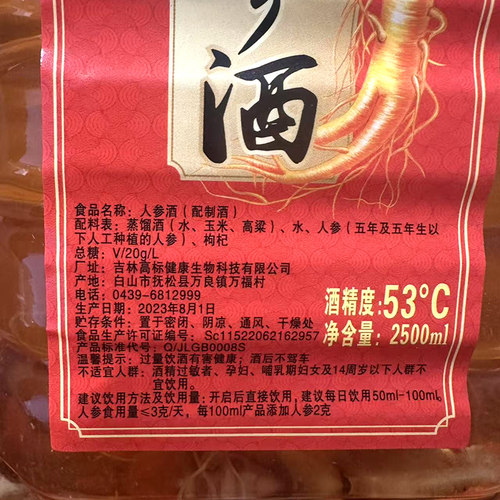 酒
食品名称：人参酒（配制酒）
配料表：蒸馏酒（水、玉米、高粱）、水、人参（五年及五年生以
下人工种植的人参）、枸杞
总糖：V/20g/L
厂址：吉林高标健康生物科技有限公司
产地：白山市抚松县万良镇万福村
电话：0439-6812999
生产日期：2023年8月1日
贮存条件：置于密闭、阴凉、通风、干燥处
食品生产许可证编号：Sc11522062162957
产品标准代号：Q/JLGB0008S
温馨提示：过量饮酒有害健康；酒后不驾车
不适宜人群：酒精过敏者、孕妇、哺乳期妇女及14周岁以下人群不
宜饮用。
建议饮用方法及饮用量：开启后直接饮用，建议每日饮用50ml-100ml。
人参食用量≤3克/天，每100ml产品添加人参2克
酒精度：53°C
净含量：2500ml